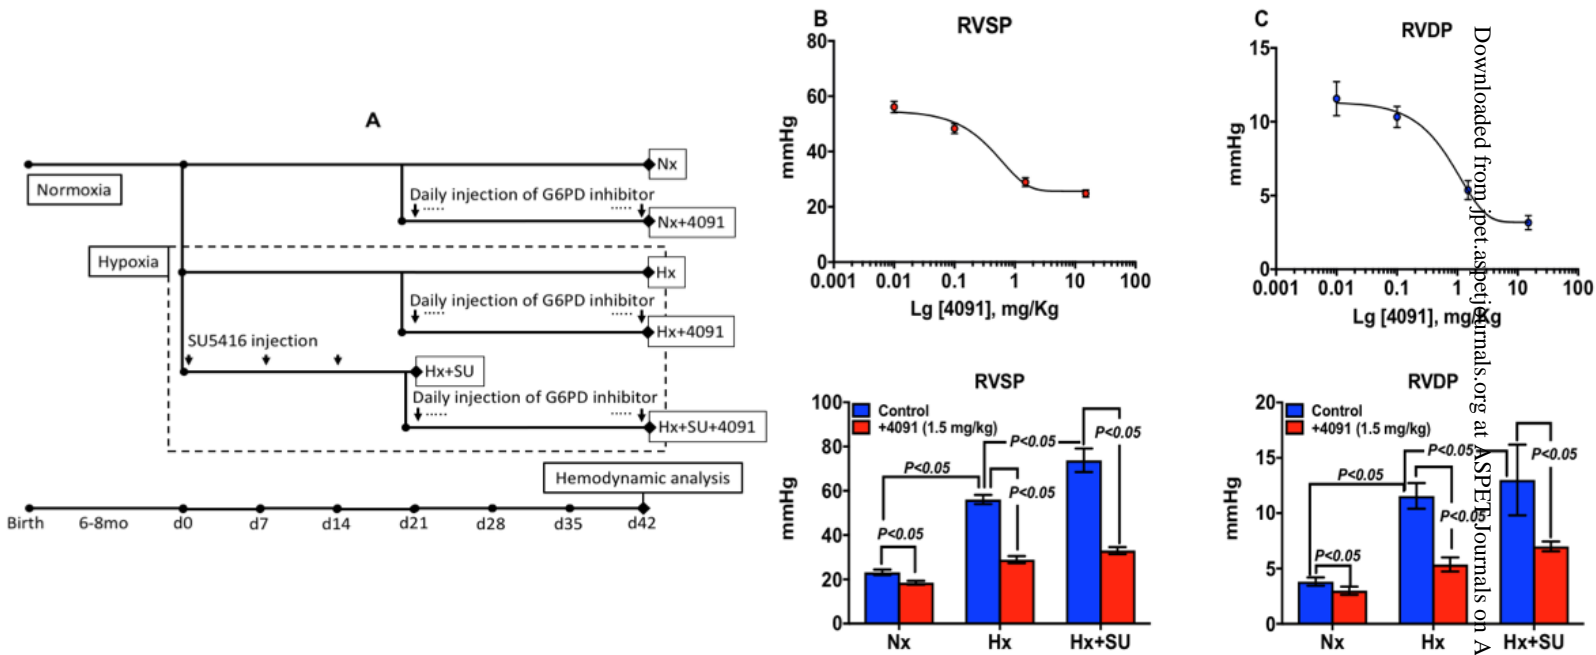 A
Normoxia
Nx
Daily injection of G6PD inhibitor
Nx+4091
Hypoxia
Hx
Daily injection of G6PD inhibitor
Hx+4091
SU5416 injection
Hx+SU
Daily injection of G6PD inhibitor
Hx+SU+4091
Hemodynamic analysis
Birth 6-8mo d0 d7 d14 d21 d28 d35 d42
B
RVSP
mmHg
80
60
40
20
0
0.001 0.01 0.1 1 10 100
Lg [4091], mg/Kg
RVSP
mmHg
100
80
60
40
20
0
Control
+4091 (1.5 mg/kg)
P<0.05
P<0.05
P<0.05
P<0.05
P<0.05
Nx Hx Hx+SU
C
RVDP
mmHg
15
10
5
0
0.001 0.01 0.1 1 10 100
Lg [4091], mg/Kg
RVDP
mmHg
20
15
10
5
0
Control
+4091 (1.5 mg/kg)
P<0.05
P<0.05
P<0.05
P<0.05
P<0.05
Nx Hx Hx+SU
Downloaded from jpet.aspetjournals.org at ASPET Journals on A